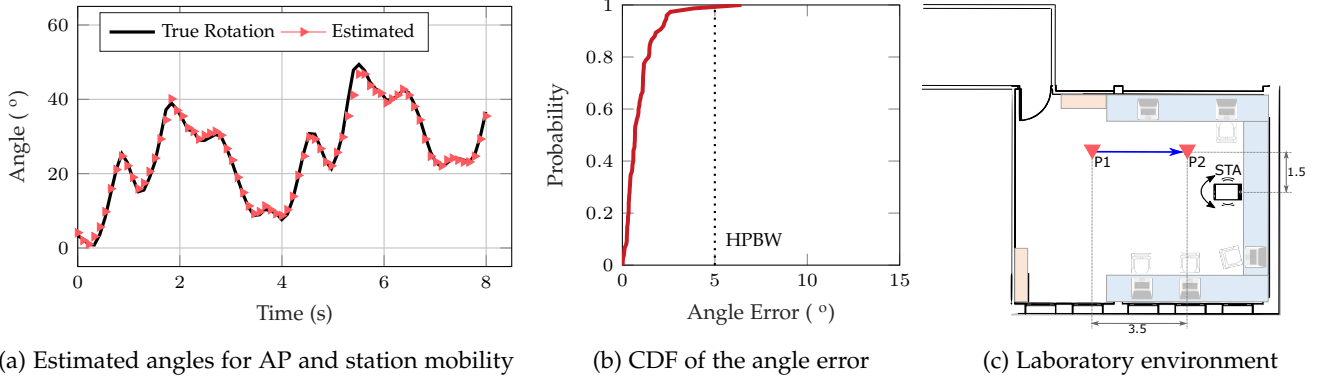 60
40
20
0
Angle ( °)
True Rotation
Estimated
0 2 4 6 8
Time (s)
(a) Estimated angles for AP and station mobility
1
0.8
0.6
0.4
0.2
0
Probability
HPBW
0 5 10 15
Angle Error ( °)
(b) CDF of the angle error
P1
P2
STA
1.5
3.5
(c) Laboratory environment